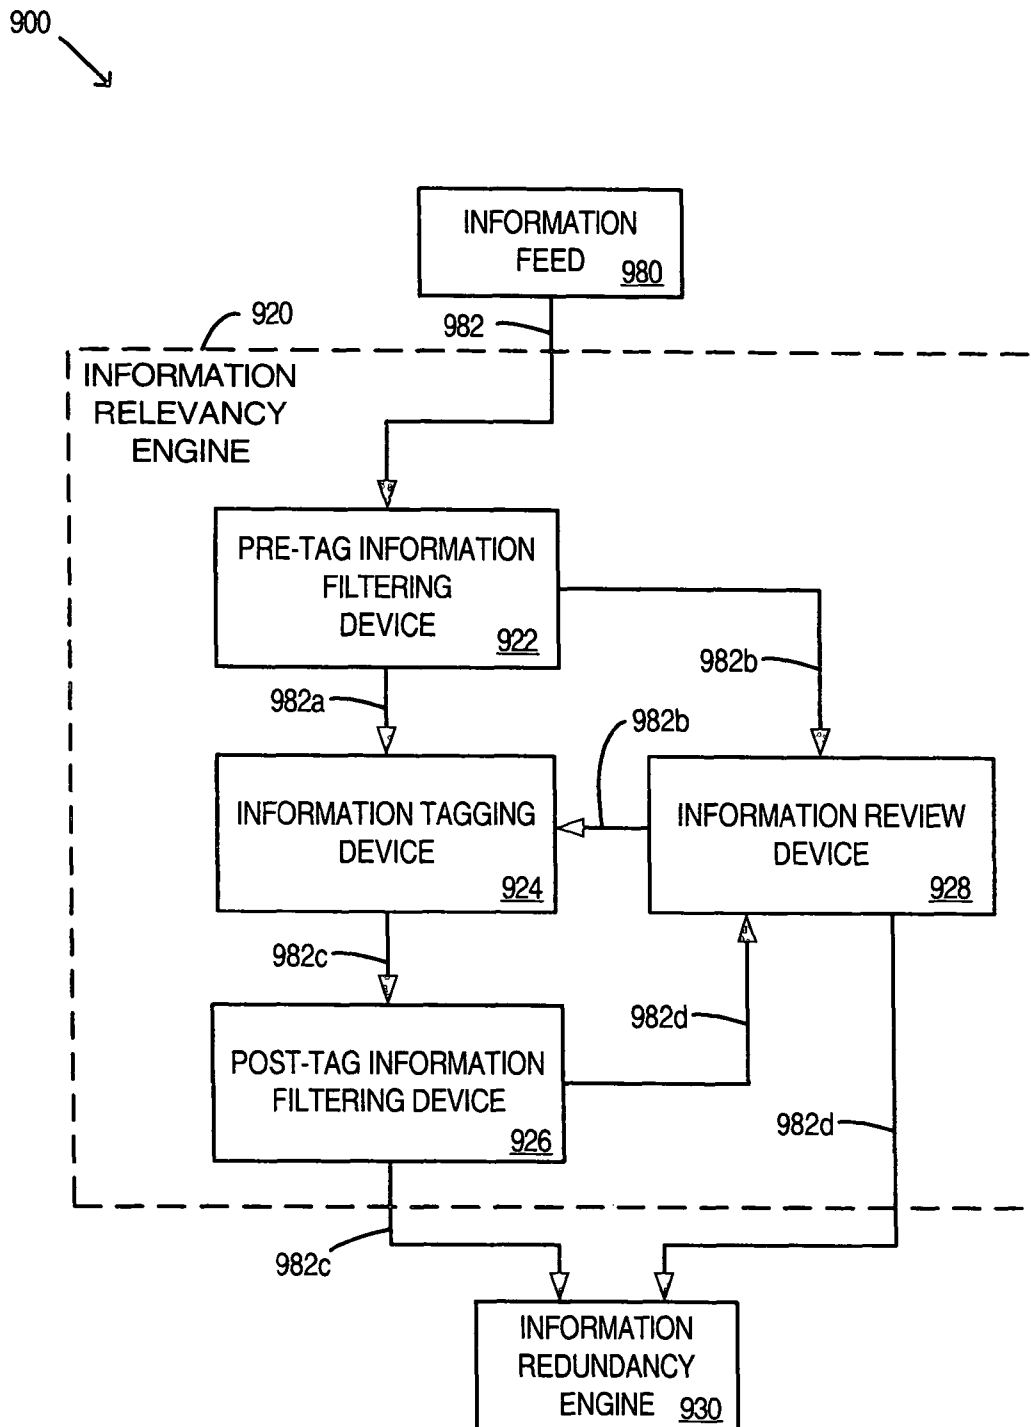 900
INFORMATION
FEED
980
920
982
INFORMATION
RELEVANCY
ENGINE
PRE-TAG INFORMATION
FILTERING
DEVICE
922
982b
982a
982b
INFORMATION TAGGING
DEVICE
924
INFORMATION REVIEW
DEVICE
928
982c
982d
POST-TAG INFORMATION
FILTERING DEVICE
926
982d
982c
INFORMATION
REDUNDANCY
ENGINE
930